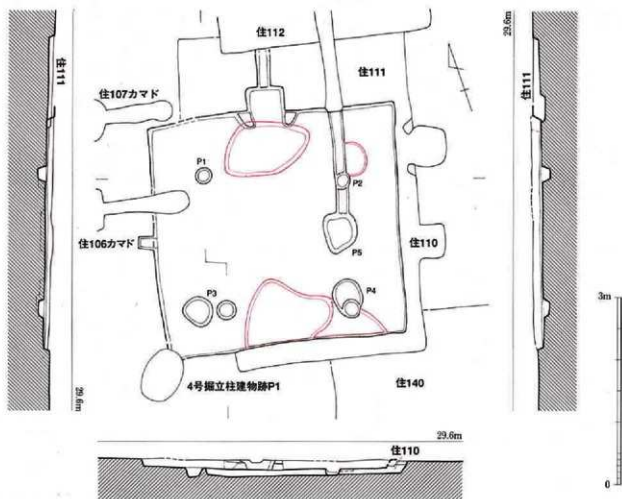 住112
住111
住107カマド
住111
住111
29.6m
P1
P2
住106カマド
住110
P5
P3
P4
3m
4号掘立柱建物跡P1
住140
29.6m
29.6m
住110
0